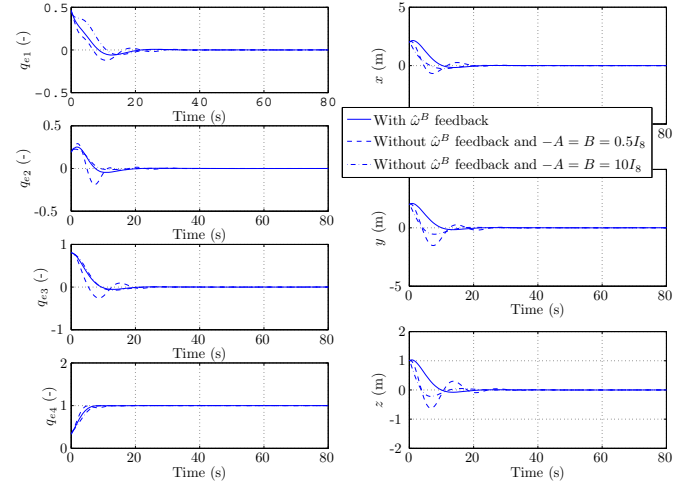 0.5
0.0
-0.5
q_{e1} (-)
0 20 40 60 80
Time (s)
0.5
0
-0.5
q_{e2} (-)
0 20 40 60 80
Time (s)
1
0
-1
q_{e3} (-)
0 20 40 60 80
Time (s)
2
1
0
q_{e4} (-)
0 20 40 60 80
Time (s)
5
0
x (m)
With \hat{ω}^B feedback
Without \hat{ω}^B feedback and −A = B = 0.5I_8
Without \hat{ω}^B feedback and −A = B = 10I_8
0
-5
y (m)
0 20 40 60 80
Time (s)
2
1
0
-1
-2
z (m)
0 20 40 60 80
Time (s)